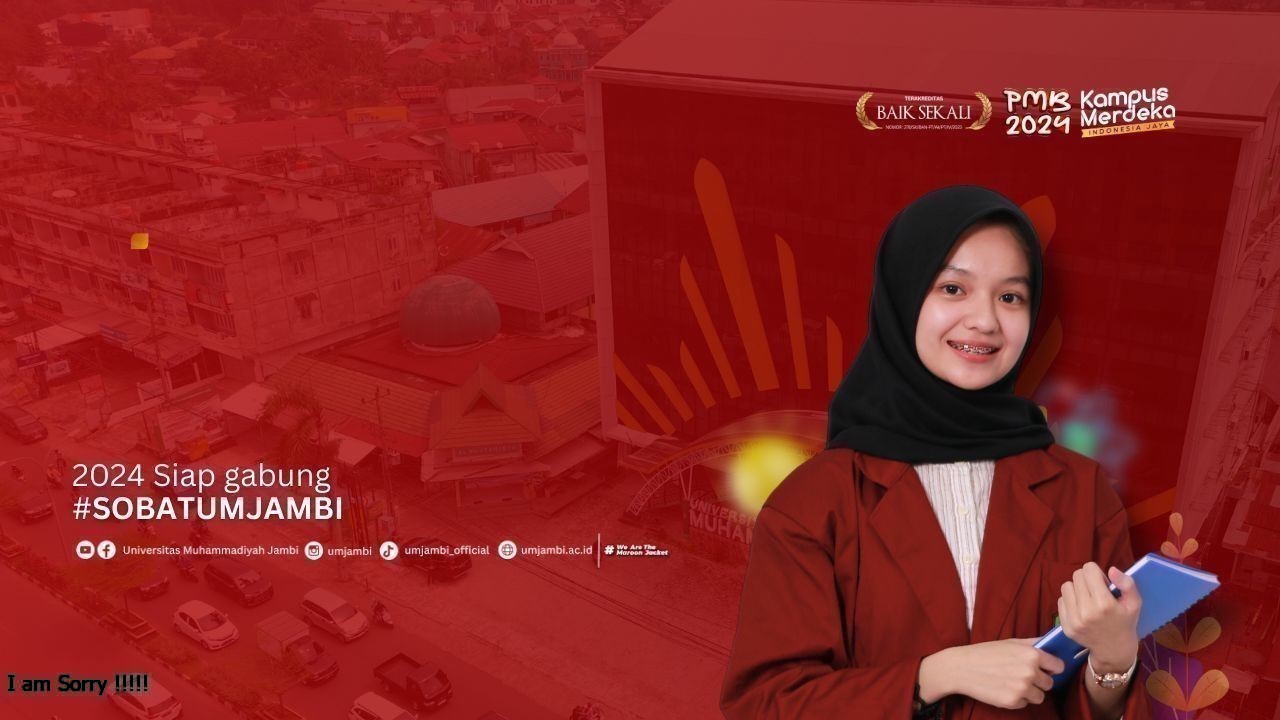 TERAKREDITAS
BAIK SEKALI
PMB
2024
Kampus
Merdeka
INDONESIA JAYA
2024 Siap gabung
#SOBATUMJAMBI
Universitas Muhammadiyah Jambi
umjambi
umjambi_official
umjambi.ac.id
# We Are The
Maroon Jacket
I am Sorry !!!!!